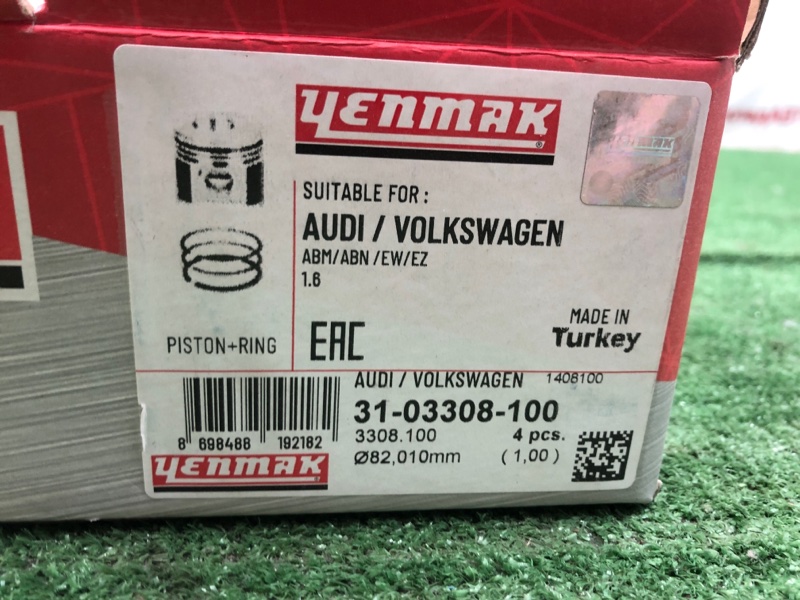 YENMAK
YENMAK
SUITABLE FOR :
AUDI / VOLKSWAGEN
ABM/ABN /EW/EZ
1.6
PISTON+RING
EAC
MADE IN
Turkey
AUDI / VOLKSWAGEN 1408100
31-03308-100
3308.100 4 pcs.
Ø82,010mm (1,00)
8 698488 192182
YENMAK